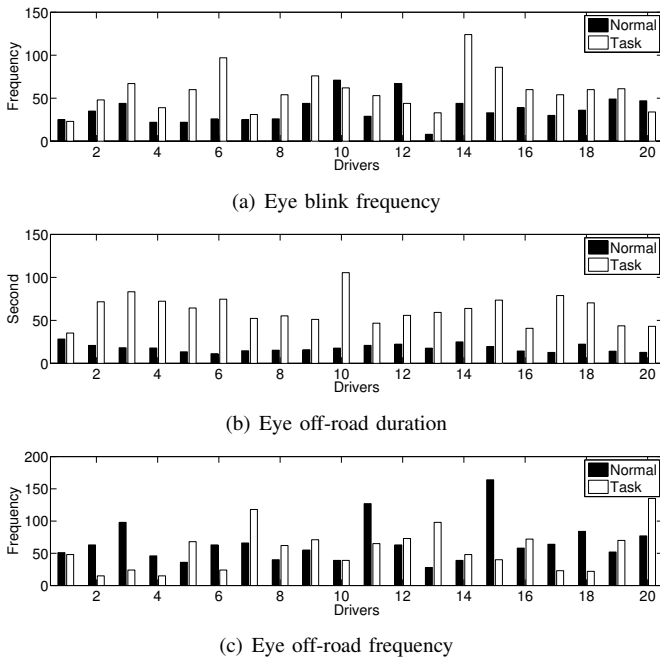 150
100
50
0
Frequency
Normal
Task
2 4 6 8 10 12 14 16 18 20
Drivers
(a) Eye blink frequency
150
100
50
0
Second
Normal
Task
2 4 6 8 10 12 14 16 18 20
Drivers
(b) Eye off-road duration
200
150
100
50
0
Frequency
Normal
Task
2 4 6 8 10 12 14 16 18 20
Drivers
(c) Eye off-road frequency